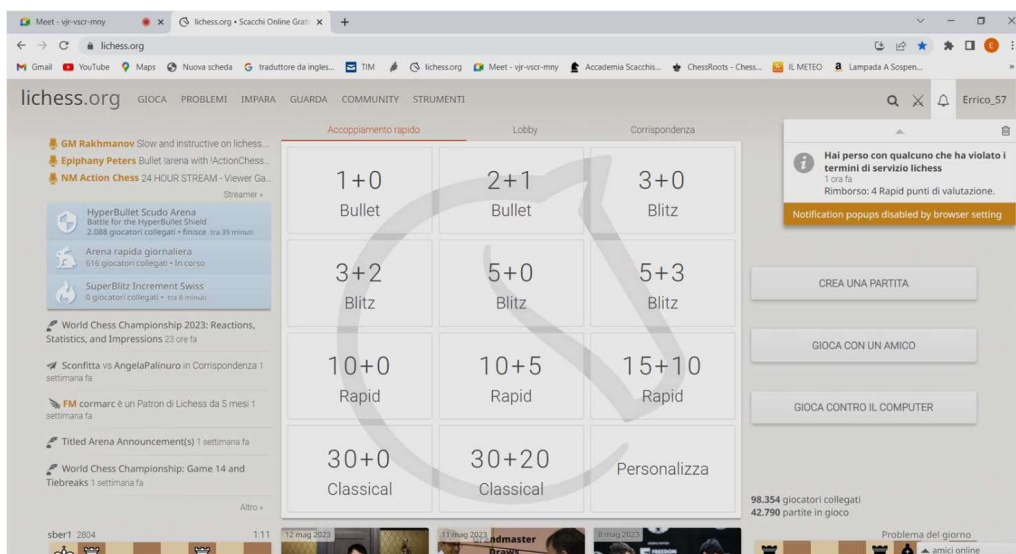 Meet - vjr-vscr-mny
lichess.org • Scacchi Online Grati
lichess.org
Gmail YouTube Maps Nuova scheda traduttore da ingles... TIM lichess.org Meet - vjr-vscr-mny Accademia Scacchis... ChessRoots - Chess... IL METEO Lampada A Sospen...
lichess.org GIOCA PROBLEMI IMPARA GUARDA COMMUNITY STRUMENTI Errico_57
Accoppiamento rapido Lobby Corrispondenza
GM Rakhmanov Slow and instructive on lichess...
Epiphany Peters Bullet !arena with !ActionChess...
NM Action Chess 24 HOUR STREAM - Viewer Ga...
Streamer »
HyperBullet Scudo Arena
Battle for the HyperBullet Shield
2.088 giocatori collegati • finisce tra 39 minuti
Arena rapida giornaliera
616 giocatori collegati • In corso
SuperBlitz Increment Swiss
0 giocatori collegati • tra 8 minuti
World Chess Championship 2023: Reactions,
Statistics, and Impressions 23 ore fa
Sconfitta vs AngelaPalinuro in Corrispondenza 1
settimana fa
FM cormarc è un Patron di Lichess da 5 mesi 1
settimana fa
Titled Arena Announcement(s) 1 settimana fa
World Chess Championship: Game 14 and
Tiebreaks 1 settimana fa
Altro »
1+0 2+1 3+0
Bullet Bullet Blitz
3+2 5+0 5+3
Blitz Blitz Blitz
10+0 10+5 15+10
Rapid Rapid Rapid
30+0 30+20 Personalizza
Classical Classical
Hai perso con qualcuno che ha violato i
termini di servizio lichess
1 ora fa
Rimborso: 4 Rapid punti di valutazione.
Notification popups disabled by browser setting
CREA UNA PARTITA
GIOCA CON UN AMICO
GIOCA CONTRO IL COMPUTER
98.354 giocatori collegati
42.790 partite in gioco
sber1 2804 1:11
12 mag 2023
11 mag 2023
Grandmaster
Draws
8 mag 2023
FREEDOM
Problema del giorno
amici online